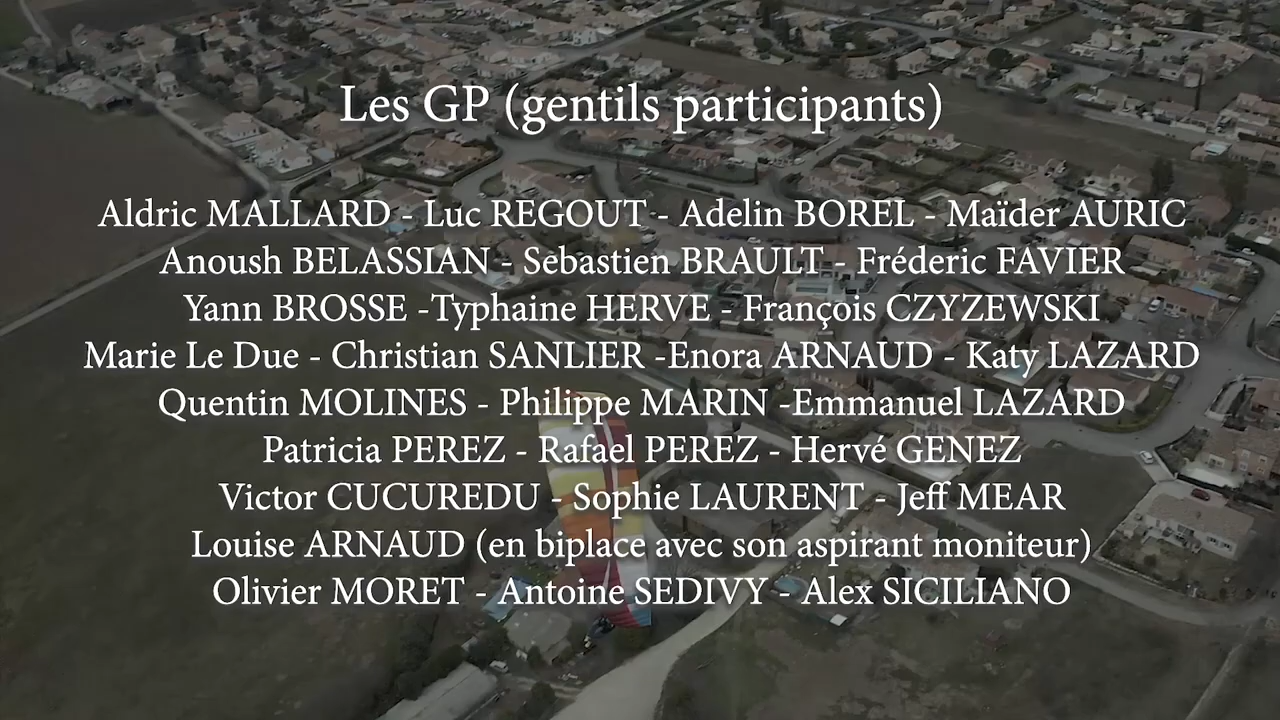 Les GP (gentils participants)
Aldric MALLARD - Luc REGOUT - Adelin BOREL - Maïder AURIC
Anoush BELASSIAN - Sebastien BRAULT - Fréderic FAVIER
Yann BROSSE -Typhaine HERVE - François CZYZEWSKI
Marie Le Due - Christian SANLIER -Enora ARNAUD - Katy LAZARD
Quentin MOLINES - Philippe MARIN -Emmanuel LAZARD
Patricia PEREZ - Rafael PEREZ - Hervé GENEZ
Victor CUCUREDU - Sophie LAURENT - Jeff MEAR
Louise ARNAUD (en biplace avec son aspirant moniteur)
Olivier MORET - Antoine SEDIVY - Alex SICILIANO